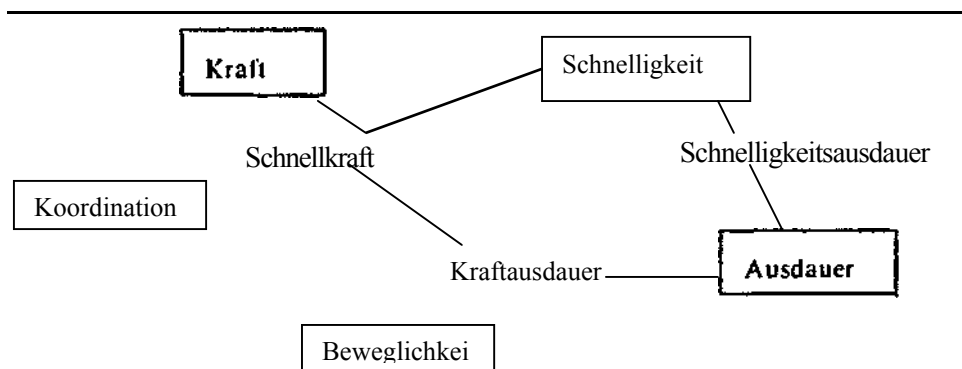 Kraft
Schnelligkeit
Schnellkraft
Schnelligkeitsausdauer
Koordination
Kraftausdauer
Ausdauer
Beweglichkei